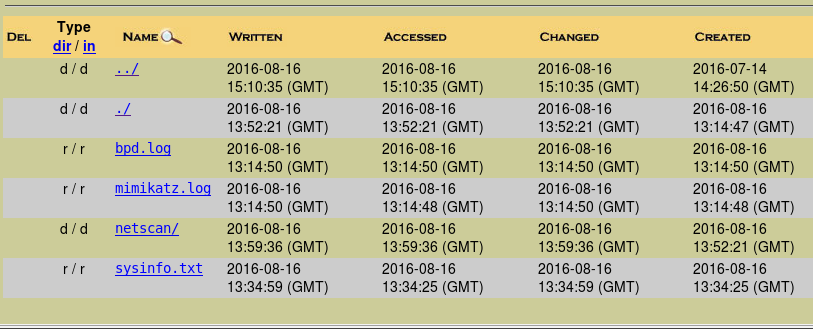 DEL Type dir / in NAME WRITTEN ACCESSED CHANGED CREATED
d / d ../ 2016-08-16 15:10:35 (GMT) 2016-08-16 15:10:35 (GMT) 2016-08-16 15:10:35 (GMT) 2016-07-14 14:26:50 (GMT)
d / d ./ 2016-08-16 13:52:21 (GMT) 2016-08-16 13:52:21 (GMT) 2016-08-16 13:52:21 (GMT) 2016-08-16 13:14:47 (GMT)
r / r bpd.log 2016-08-16 13:14:50 (GMT) 2016-08-16 13:14:50 (GMT) 2016-08-16 13:14:50 (GMT) 2016-08-16 13:14:50 (GMT)
r / r mimikatz.log 2016-08-16 13:14:50 (GMT) 2016-08-16 13:14:48 (GMT) 2016-08-16 13:14:50 (GMT) 2016-08-16 13:14:48 (GMT)
d / d netscan/ 2016-08-16 13:59:36 (GMT) 2016-08-16 13:59:36 (GMT) 2016-08-16 13:59:36 (GMT) 2016-08-16 13:52:21 (GMT)
r / r sysinfo.txt 2016-08-16 13:34:59 (GMT) 2016-08-16 13:34:25 (GMT) 2016-08-16 13:34:59 (GMT) 2016-08-16 13:34:25 (GMT)